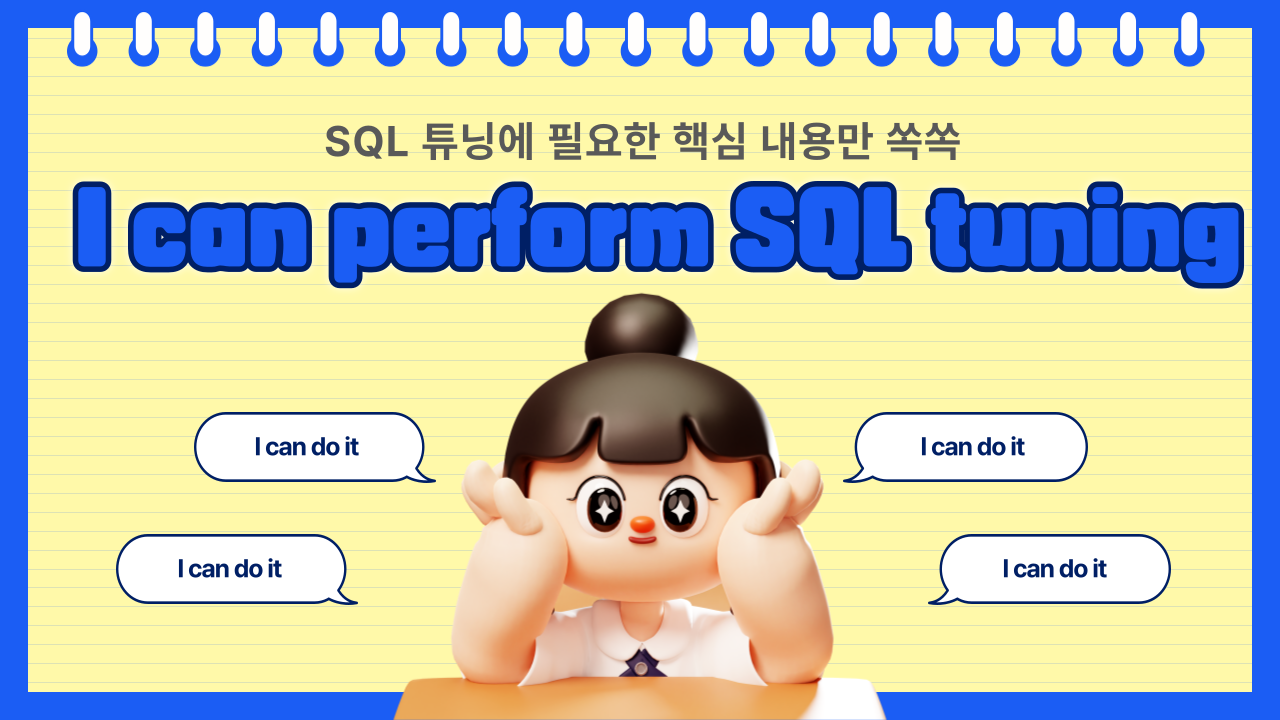 SQL 튜닝에 필요한 핵심 내용만 쏙쏙
I can perform SQL tuning
I can do it
I can do it
I can do it
I can do it